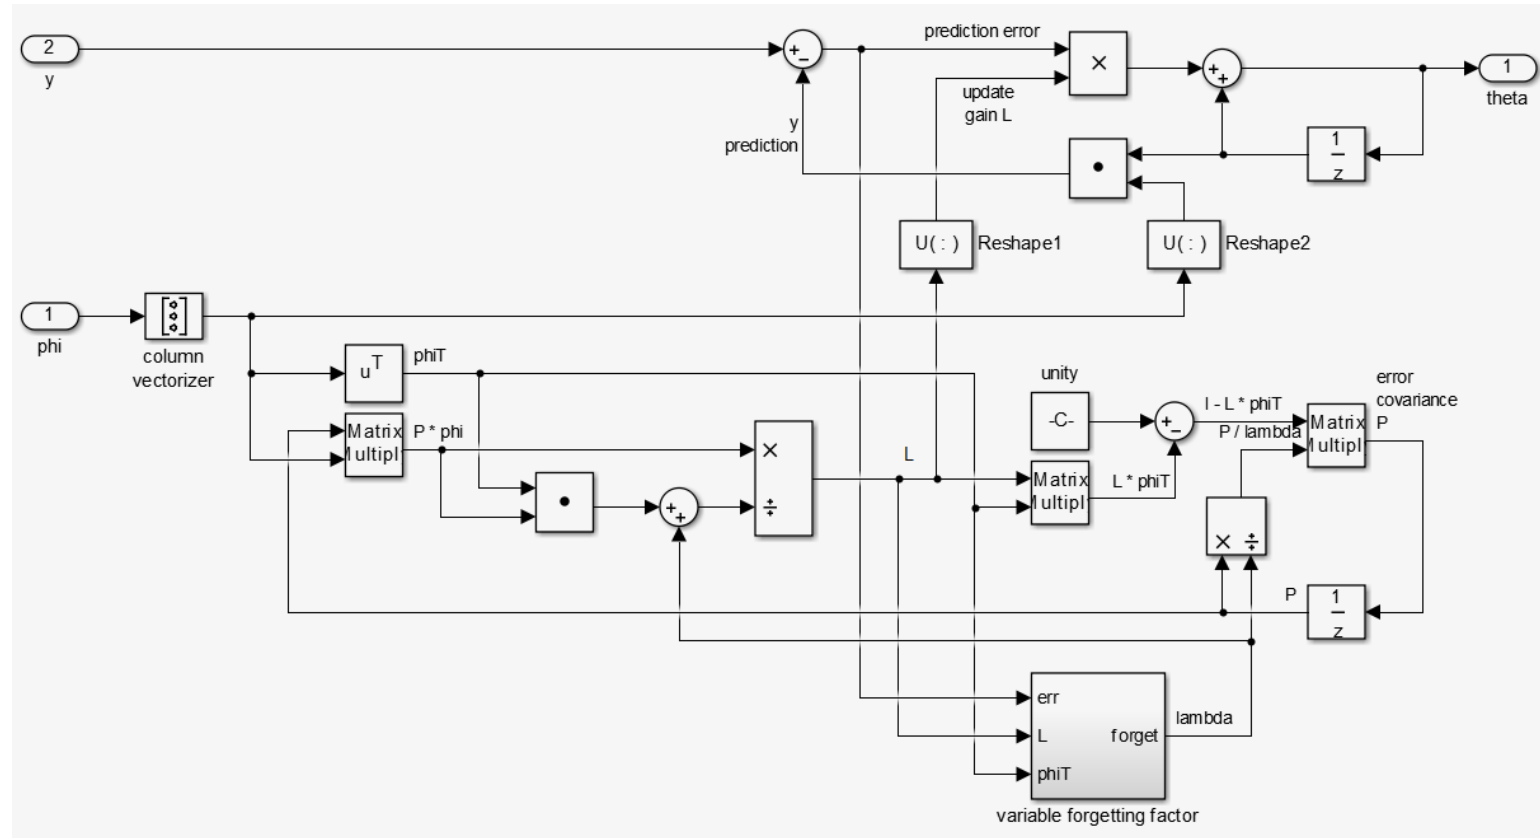 2
y
+
−
prediction error
×
update
gain L
+
+
1
theta
y
prediction
•
1
z
U( : )
Reshape1
U( : )
Reshape2
1
phi
column
vectorizer
u^T
phiT
Matrix
Multipl
P * phi
•
+
+
×
÷
L
unity
-C-
+
−
I - L * phiT
P / lambda
error
covariance
P
Matrix
Multipl
Matrix
Multipl
L * phiT
× ÷
P
1
z
err
L
phiT
forget
lambda
variable forgetting factor